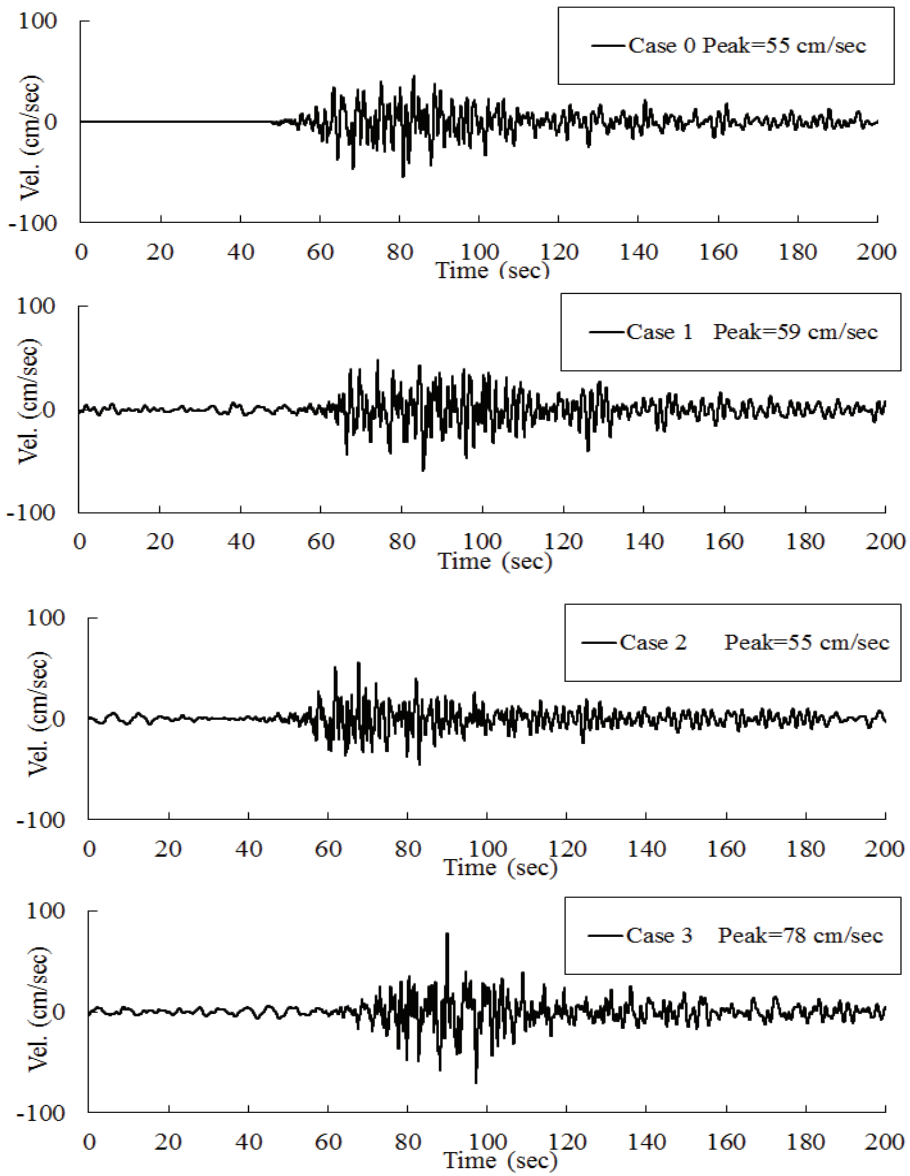 100
Case 0 Peak=55 cm/sec
Vel. (cm/sec)
0
-100
0 20 40 60 80 100 120 140 160 180 200
Time (sec)
100
Case 1 Peak=59 cm/sec
Vel. (cm/sec)
0
-100
0 20 40 60 80 100 120 140 160 180 200
Time (sec)
100
Case 2 Peak=55 cm/sec
Vel. (cm/sec)
0
-100
0 20 40 60 80 100 120 140 160 180 200
Time (sec)
100
Case 3 Peak=78 cm/sec
Vel. (cm/sec)
0
-100
0 20 40 60 80 100 120 140 160 180 200
Time (sec)